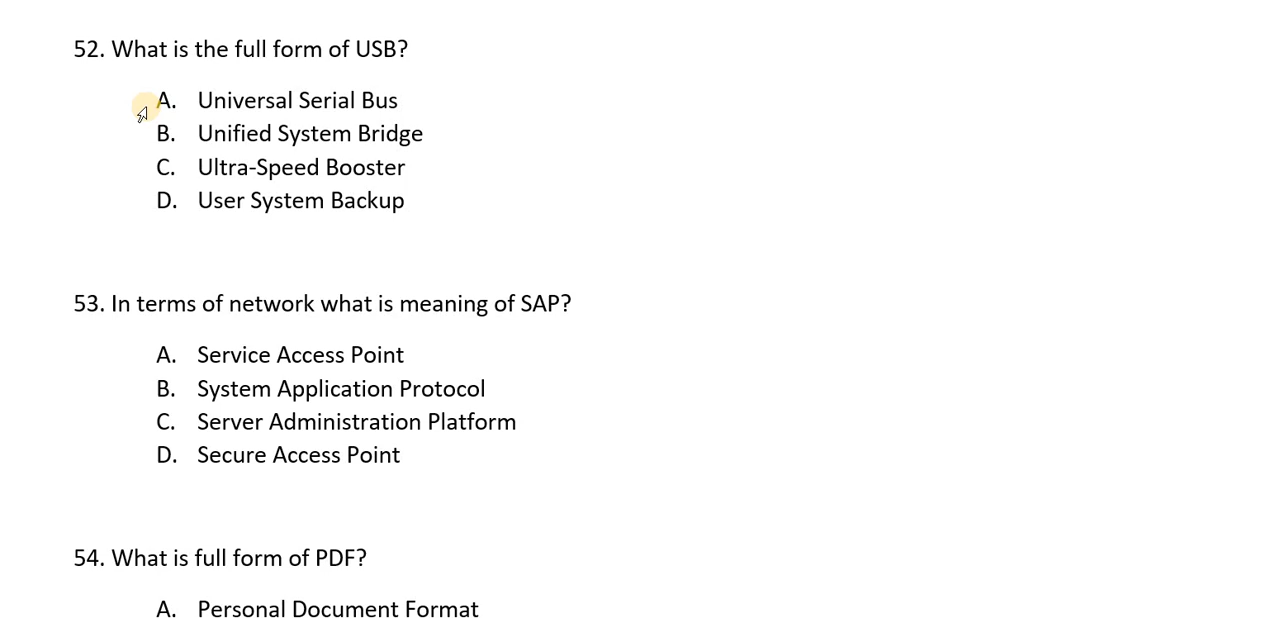 52. What is the full form of USB?
A. Universal Serial Bus
B. Unified System Bridge
C. Ultra-Speed Booster
D. User System Backup
53. In terms of network what is meaning of SAP?
A. Service Access Point
B. System Application Protocol
C. Server Administration Platform
D. Secure Access Point
54. What is full form of PDF?
A. Personal Document Format